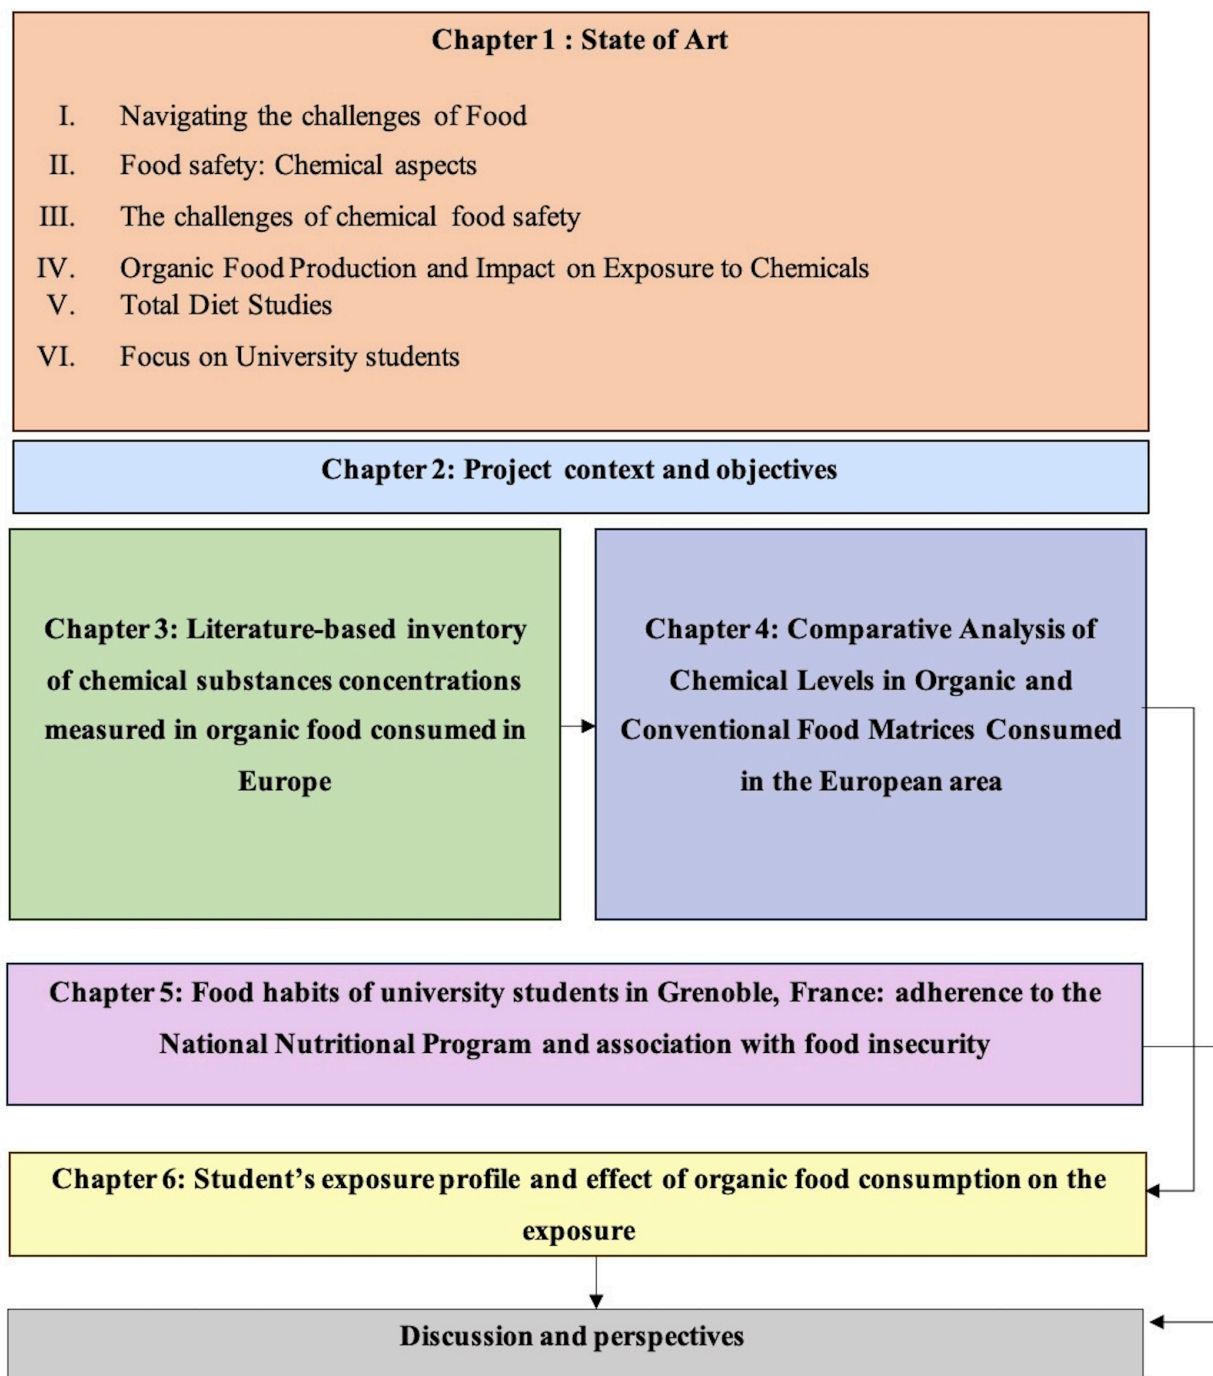 Chapter 1 : State of Art
I. Navigating the challenges of Food
II. Food safety: Chemical aspects
III. The challenges of chemical food safety
IV. Organic Food Production and Impact on Exposure to Chemicals
V. Total Diet Studies
VI. Focus on University students
Chapter 2: Project context and objectives
Chapter 3: Literature-based inventory
of chemical substances concentrations
measured in organic food consumed in
Europe
Chapter 4: Comparative Analysis of
Chemical Levels in Organic and
Conventional Food Matrices Consumed
in the European area
Chapter 5: Food habits of university students in Grenoble, France: adherence to the
National Nutritional Program and association with food insecurity
Chapter 6: Student’s exposure profile and effect of organic food consumption on the
exposure
Discussion and perspectives